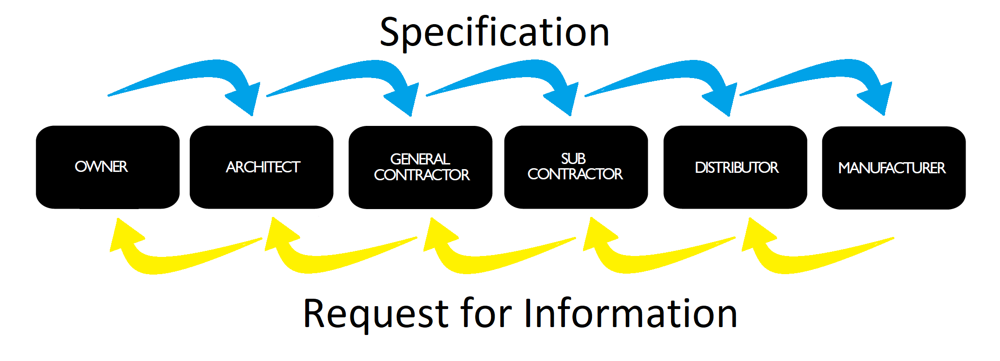 Specification
OWNER
ARCHITECT
GENERAL
CONTRACTOR
SUB
CONTRACTOR
DISTRIBUTOR
MANUFACTURER
Request for Information